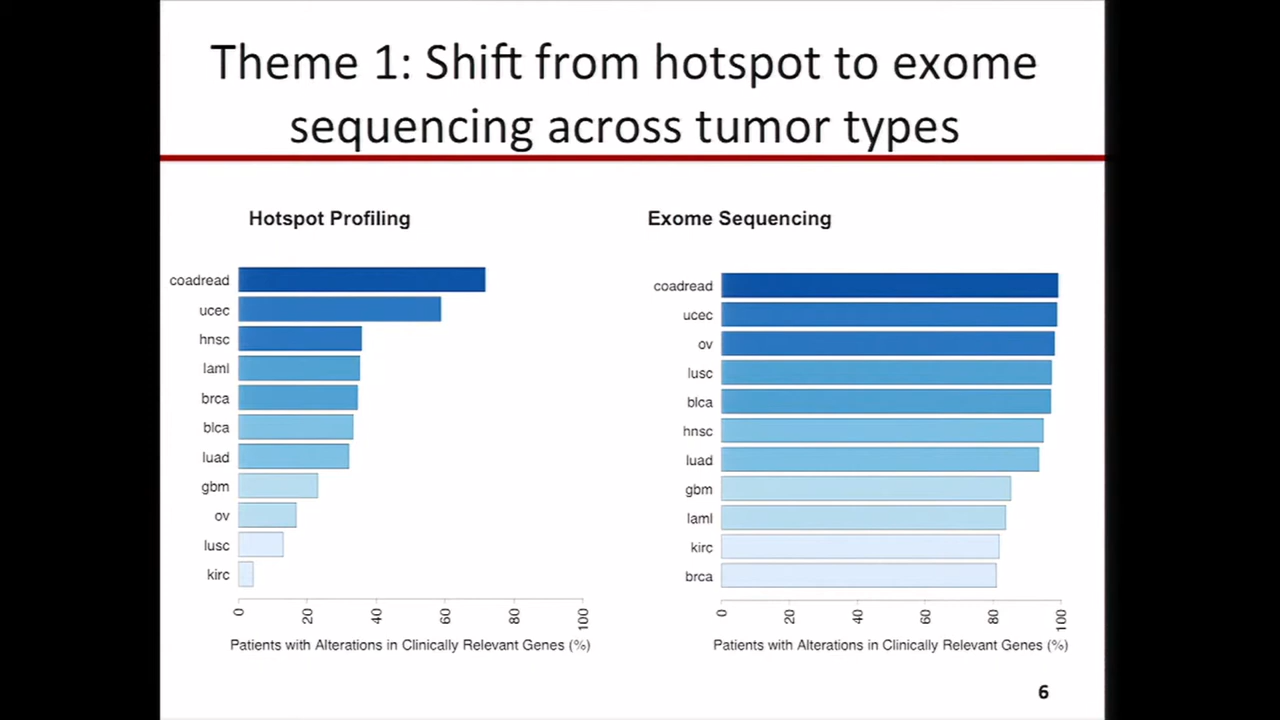 Theme 1: Shift from hotspot to exome
sequencing across tumor types
Hotspot Profiling
coadread
ucec
hnsc
laml
brca
blca
luad
gbm
ov
lusc
kirc
0 20 40 60 80 100
Patients with Alterations in Clinically Relevant Genes (%)
Exome Sequencing
coadread
ucec
ov
lusc
blca
hnsc
luad
gbm
laml
kirc
brca
0 20 40 60 80 100
Patients with Alterations in Clinically Relevant Genes (%)
6